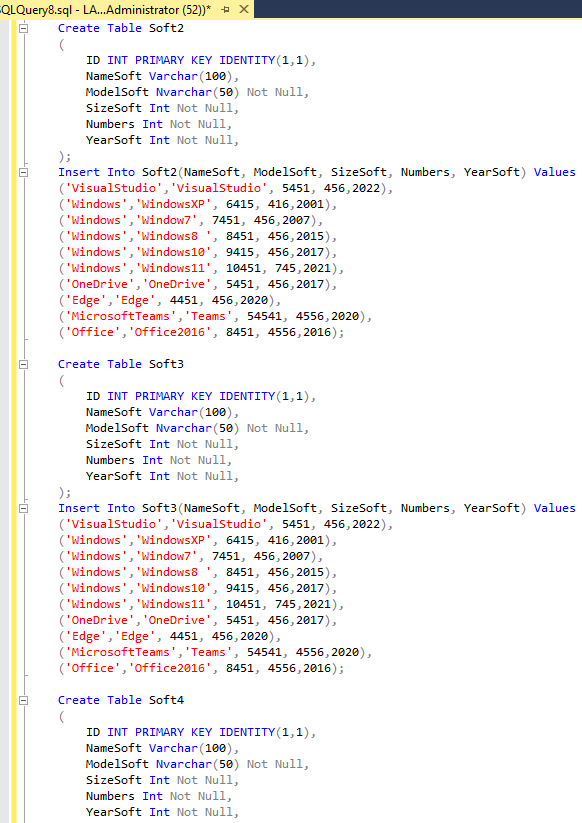 SQLQuery8.sql - LA...Administrator (52))*
Create Table Soft2
(
ID INT PRIMARY KEY IDENTITY(1,1),
NameSoft Varchar(100),
ModelSoft Nvarchar(50) Not Null,
SizeSoft Int Not Null,
Numbers Int Not Null,
YearSoft Int Not Null,
);
Insert Into Soft2(NameSoft, ModelSoft, SizeSoft, Numbers, YearSoft) Values
('VisualStudio','VisualStudio', 5451, 456,2022),
('Windows','WindowsXP', 6415, 416,2001),
('Windows','Window7', 7451, 456,2007),
('Windows','Windows8 ', 8451, 456,2015),
('Windows','Windows10', 9415, 456,2017),
('Windows','Windows11', 10451, 745,2021),
('OneDrive','OneDrive', 5451, 456,2017),
('Edge','Edge', 4451, 456,2020),
('MicrosoftTeams','Teams', 54541, 4556,2020),
('Office','Office2016', 8451, 4556,2016);
Create Table Soft3
(
ID INT PRIMARY KEY IDENTITY(1,1),
NameSoft Varchar(100),
ModelSoft Nvarchar(50) Not Null,
SizeSoft Int Not Null,
Numbers Int Not Null,
YearSoft Int Not Null,
);
Insert Into Soft3(NameSoft, ModelSoft, SizeSoft, Numbers, YearSoft) Values
('VisualStudio','VisualStudio', 5451, 456,2022),
('Windows','WindowsXP', 6415, 416,2001),
('Windows','Window7', 7451, 456,2007),
('Windows','Windows8 ', 8451, 456,2015),
('Windows','Windows10', 9415, 456,2017),
('Windows','Windows11', 10451, 745,2021),
('OneDrive','OneDrive', 5451, 456,2017),
('Edge','Edge', 4451, 456,2020),
('MicrosoftTeams','Teams', 54541, 4556,2020),
('Office','Office2016', 8451, 4556,2016);
Create Table Soft4
(
ID INT PRIMARY KEY IDENTITY(1,1),
NameSoft Varchar(100),
ModelSoft Nvarchar(50) Not Null,
SizeSoft Int Not Null,
Numbers Int Not Null,
YearSoft Int Not Null,